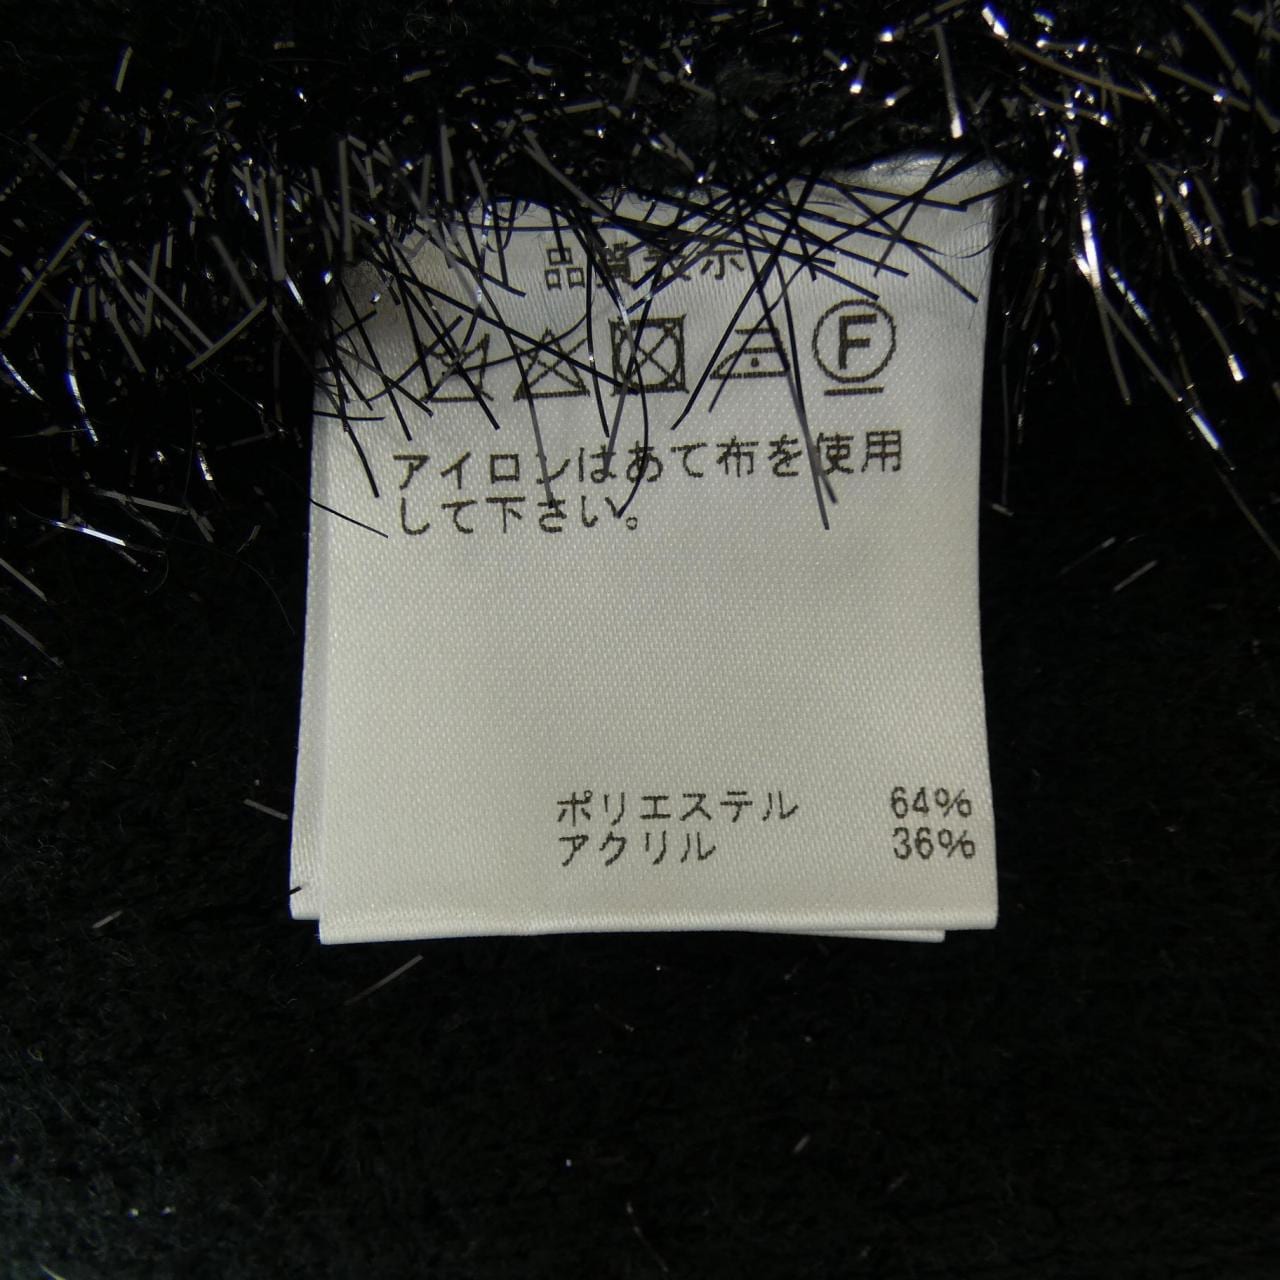 品質表示
F
アイロンはあて布を使用
して下さい。
ポリエステル 64%
アクリル 36%